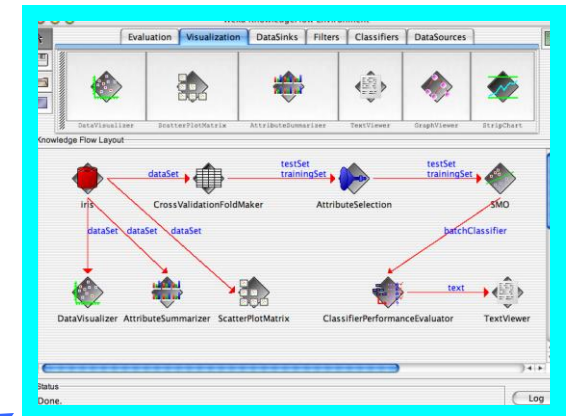 Weka KnowledgeFlow Environment
Evaluation Visualization DataSinks Filters Classifiers DataSources
DataVisualizer ScatterPlotMatrix AttributeSummarizer TextViewer GraphViewer StripChart
Knowledge Flow Layout
testSet testSet
dataSet trainingSet trainingSet
iris CrossValidationFoldMaker AttributeSelection SMO
dataSet dataSet dataSet batchClassifier
text
DataVisualizer AttributeSummarizer ScatterPlotMatrix ClassifierPerformanceEvaluator TextViewer
Status
Done. Log